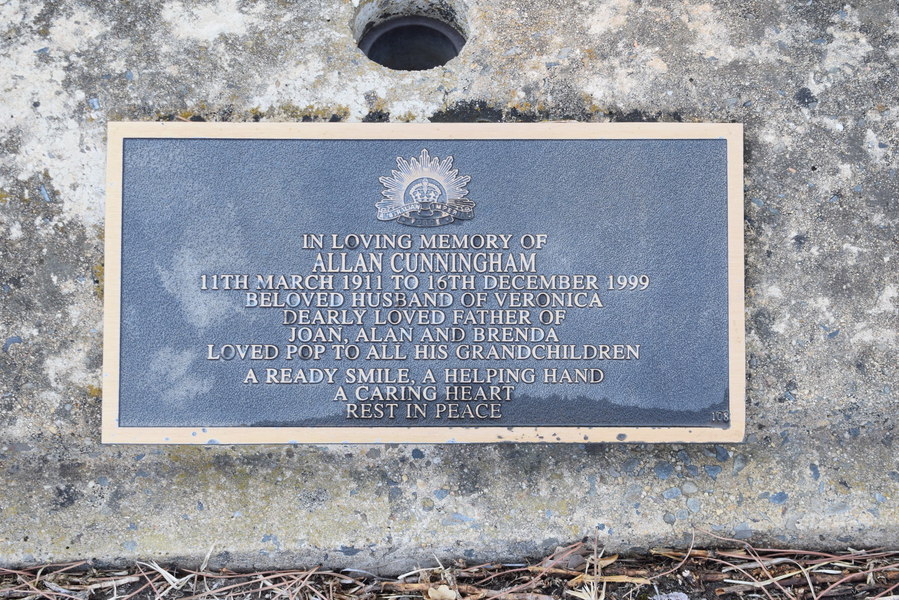 IN LOVING MEMORY OF
ALLAN CUNNINGHAM
11TH MARCH 1911 TO 16TH DECEMBER 1999
BELOVED HUSBAND OF VERONICA
DEARLY LOVED FATHER OF
JOAN, ALAN AND BRENDA
LOVED POP TO ALL HIS GRANDCHILDREN
A READY SMILE, A HELPING HAND
A CARING HEART
REST IN PEACE